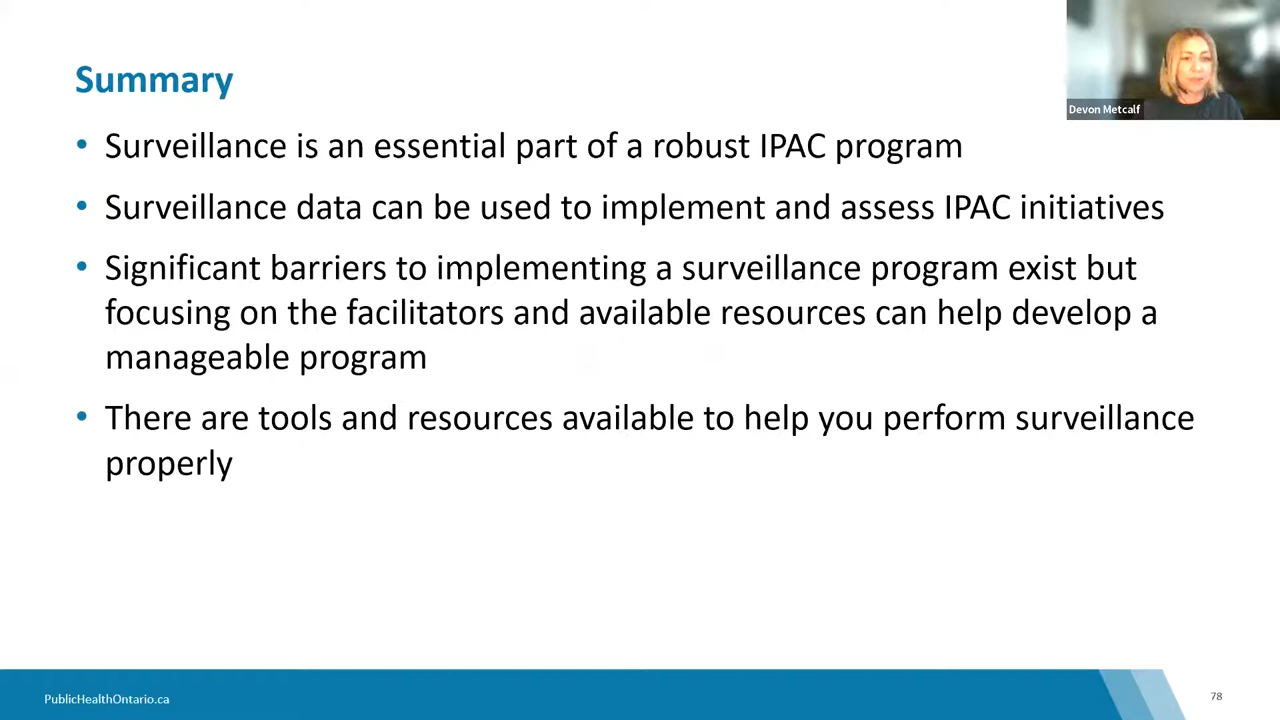 Summary
Devon Metcalf
• Surveillance is an essential part of a robust IPAC program
• Surveillance data can be used to implement and assess IPAC initiatives
• Significant barriers to implementing a surveillance program exist but
focusing on the facilitators and available resources can help develop a
manageable program
• There are tools and resources available to help you perform surveillance
properly
PublicHealthOntario.ca
78